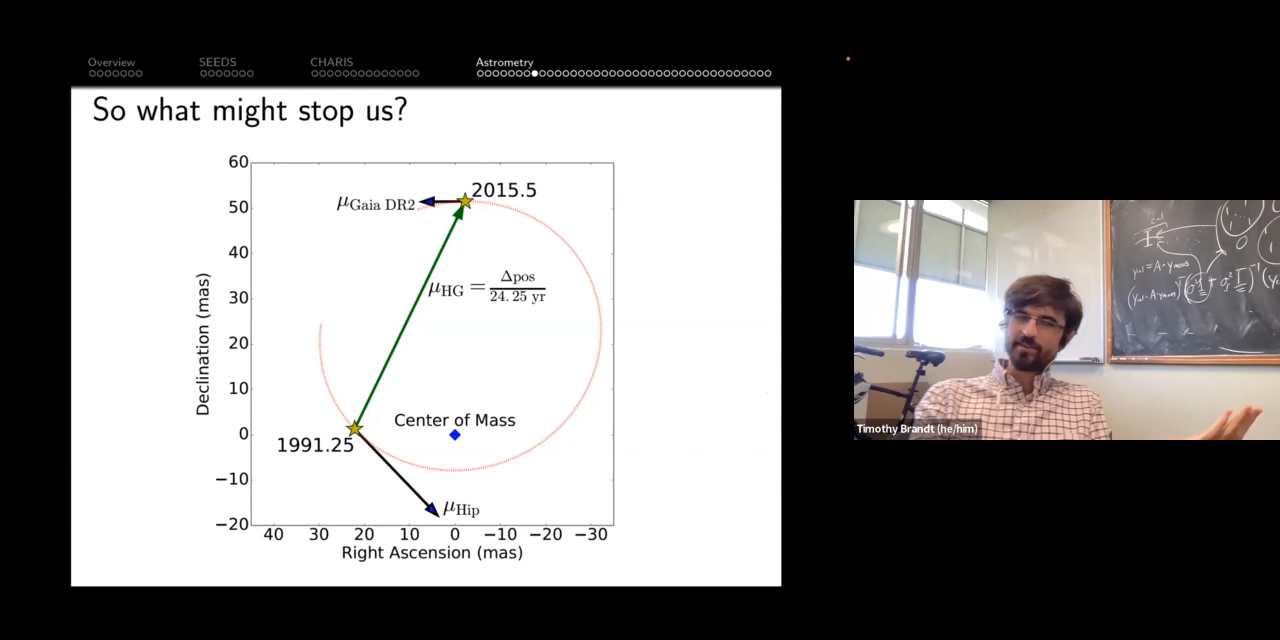 Overview SEEDS CHARIS Astrometry
So what might stop us?
60
50
40
30
20
10
0
−10
−20
Declination (mas)
μGaia DR2
2015.5
μHG = Δpos / 24.25 yr
Center of Mass
1991.25
μHip
40 30 20 10 0 −10 −20 −30
Right Ascension (mas)
Timothy Brandt (he/him)